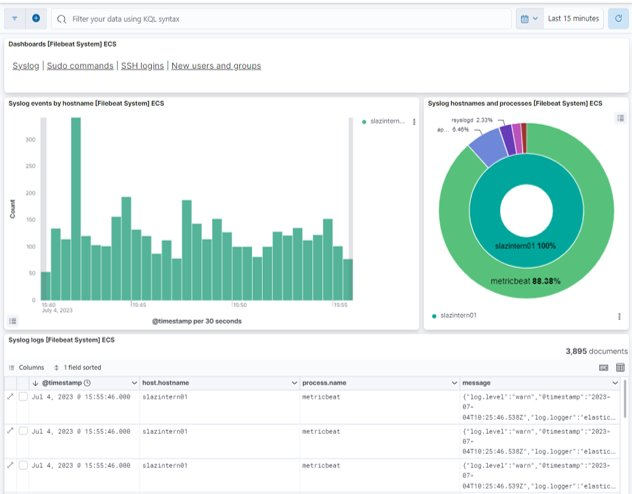 Filter your data using KQL syntax
Last 15 minutes
Dashboards [Filebeat System] ECS
Syslog | Sudo commands | SSH logins | New users and groups
Syslog events by hostname [Filebeat System] ECS
Syslog hostnames and processes [Filebeat System] ECS
300
250
200
150
100
50
0
Count
15:40
15:45
15:50
15:55
July 4, 2023
@timestamp per 30 seconds
slazintern...
rsyslogd 2.33%
ap... 6.46%
slazintern01 100%
metricbeat 88.38%
slazintern01
Syslog logs [Filebeat System] ECS
3,895 documents
Columns 1 field sorted
@timestamp host.hostname process.name message
Jul 4, 2023 @ 15:55:46.000 slazintern01 metricbeat {"log.level":"warn","@timestamp":"2023-
07-
04T10:25:46.538Z","log.logger":"elastic...
Jul 4, 2023 @ 15:55:46.000 slazintern01 metricbeat {"log.level":"warn","@timestamp":"2023-
07-
04T10:25:46.538Z","log.logger":"elastic...
Jul 4, 2023 @ 15:55:46.000 slazintern01 metricbeat {"log.level":"warn","@timestamp":"2023-
07-
04T10:25:46.539Z","log.logger":"elastic...